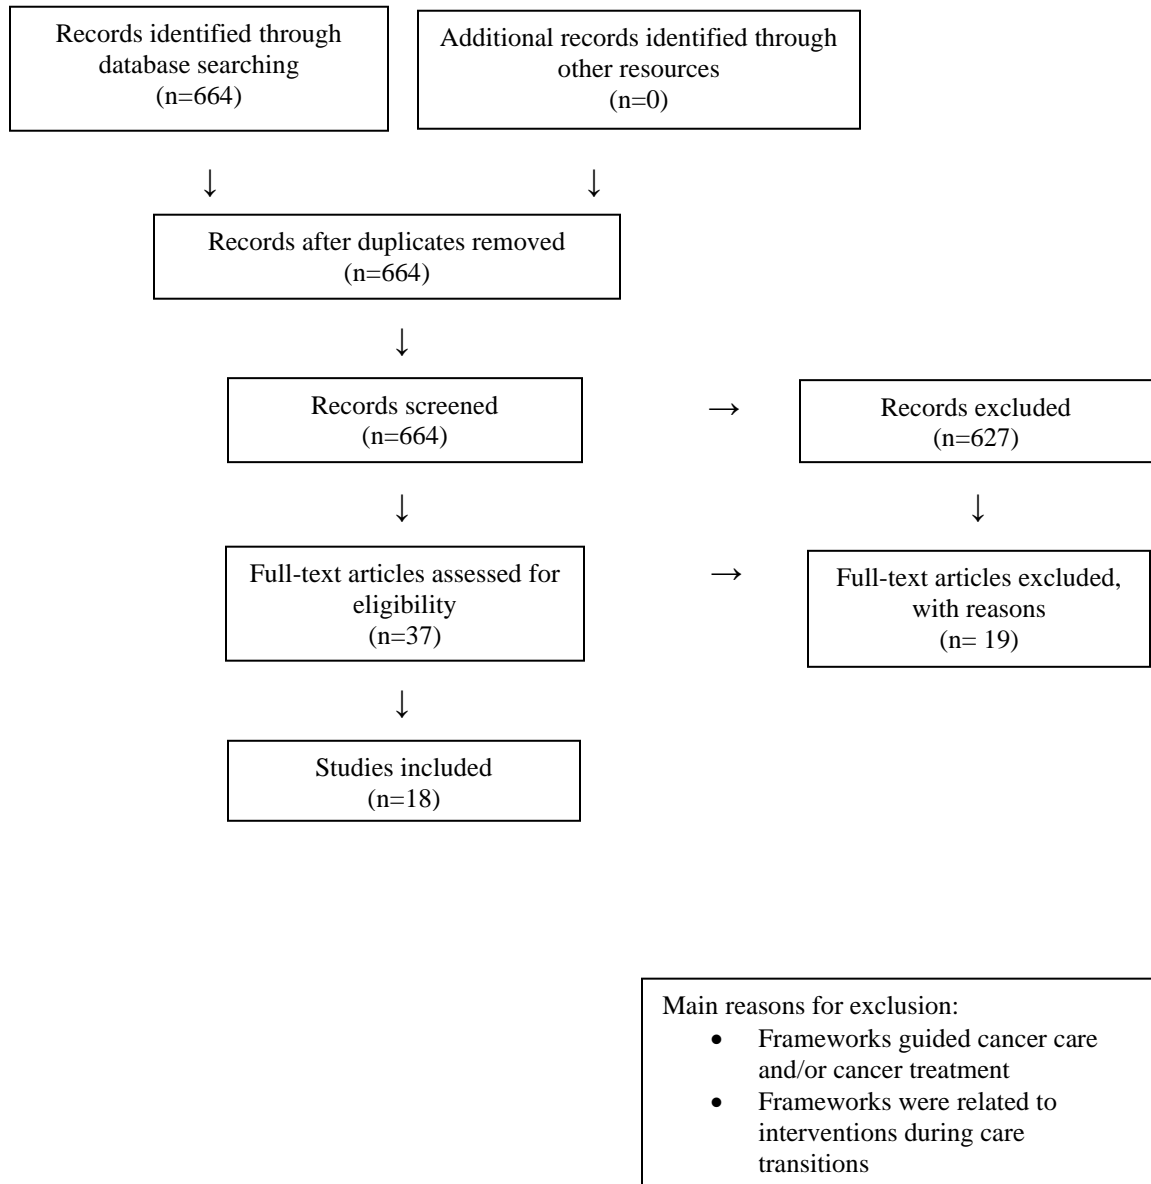 Records identified through
database searching
(n=664)
Additional records identified through
other resources
(n=0)
↓
↓
Records after duplicates removed
(n=664)
↓
Records screened
(n=664)
→
Records excluded
(n=627)
↓
↓
Full-text articles assessed for
eligibility
(n=37)
→
Full-text articles excluded,
with reasons
(n= 19)
↓
Studies included
(n=18)
Main reasons for exclusion:
• Frameworks guided cancer care
and/or cancer treatment
• Frameworks were related to
interventions during care
transitions